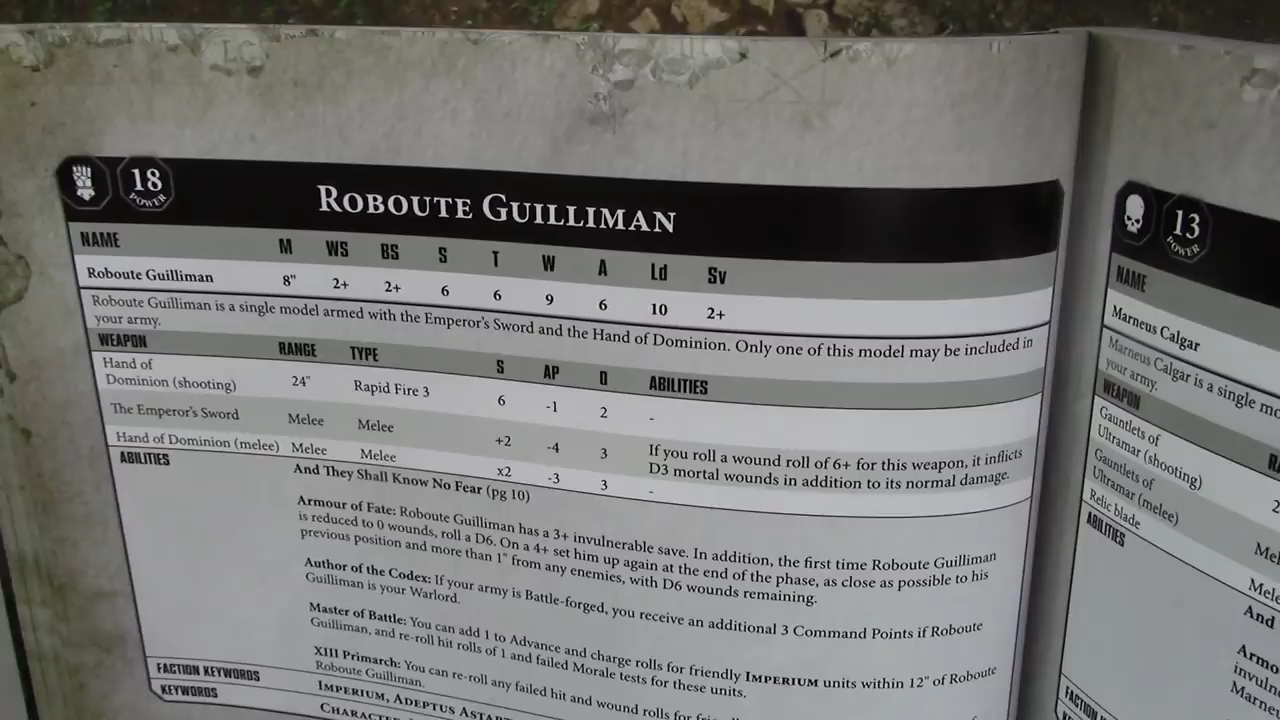 18
POWER
ROBOUTE GUILLIMAN
NAME M WS BS S T W A Ld Sv
Roboute Guilliman 8" 2+ 2+ 6 6 9 6 10 2+
Roboute Guilliman is a single model armed with the Emperor's Sword and the Hand of Dominion. Only one of this model may be included in
your army.
WEAPON RANGE TYPE S AP D ABILITIES
Hand of
Dominion (shooting) 24" Rapid Fire 3 6 -1 2 -
The Emperor's Sword Melee Melee +2 -4 3 If you roll a wound roll of 6+ for this weapon, it inflicts
D3 mortal wounds in addition to its normal damage.
Hand of Dominion (melee) Melee Melee x2 -3 3 -
ABILITIES And They Shall Know No Fear (pg 10)
Armour of Fate: Roboute Guilliman has a 3+ invulnerable save. In addition, the first time Roboute Guilliman
is reduced to 0 wounds, roll a D6. On a 4+ set him up again at the end of the phase, as close as possible to his
previous position and more than 1" from any enemies, with D6 wounds remaining.
Author of the Codex: If your army is Battle-forged, you receive an additional 3 Command Points if Roboute
Guilliman is your Warlord.
Master of Battle: You can add 1 to Advance and charge rolls for friendly IMPERIUM units within 12" of Roboute
Guilliman, and re-roll hit rolls of 1 and failed Morale tests for these units.
XIII Primarch: You can re-roll any failed hit and wound rolls for
Roboute Guilliman.
FACTION KEYWORDS IMPERIUM, ADEPTUS
KEYWORDS
13
POWER
NAME
Marneus Calgar
Marneus Calgar is a single
your army.
WEAPON
Gauntlets of
Ultramar (shooting)
Gauntlets of
Ultramar (melee)
Relic blade
ABILITIES
And
FACTION